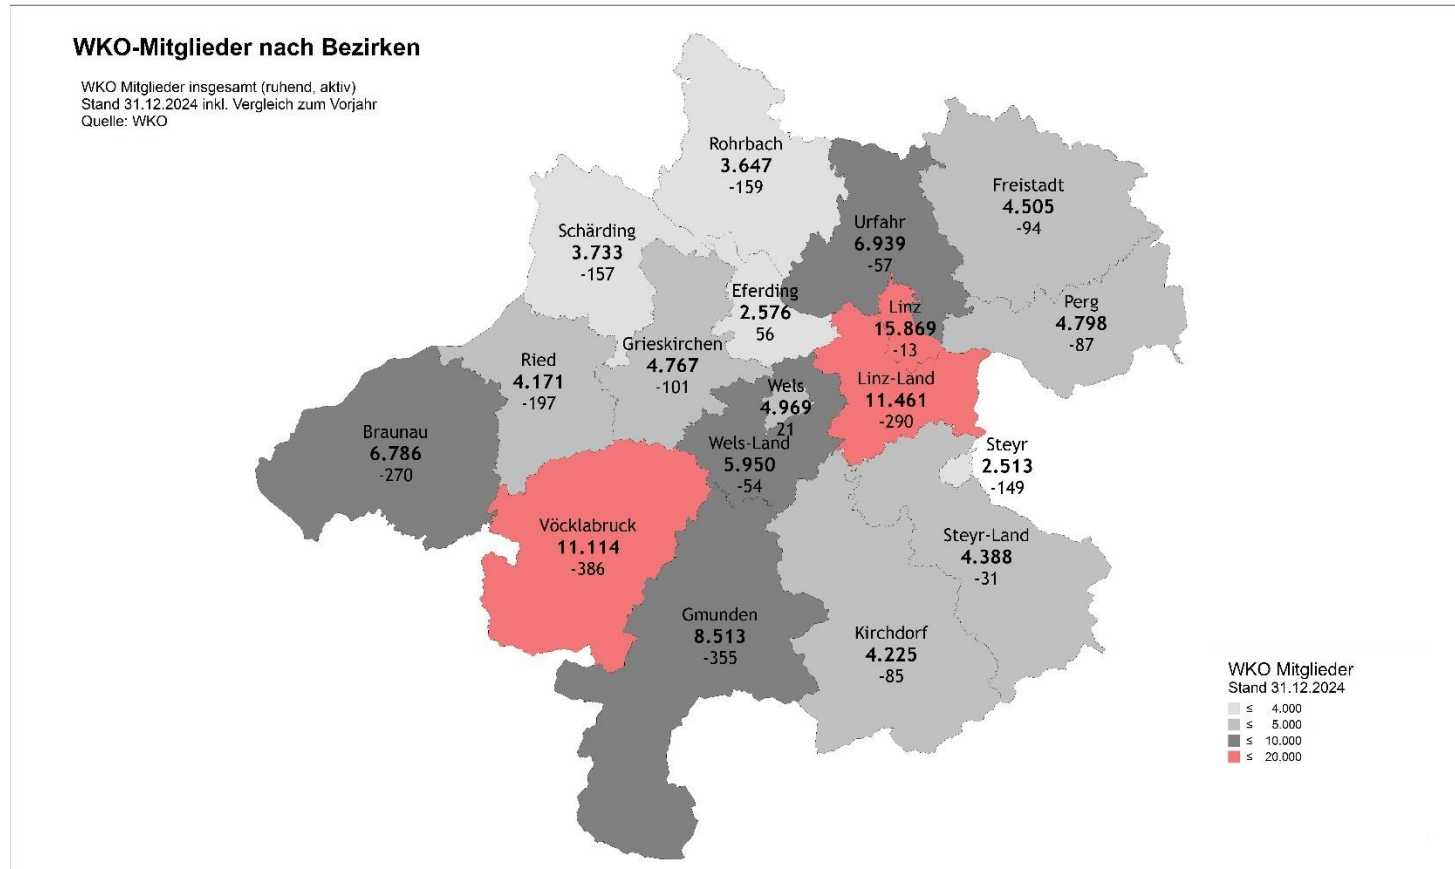 WKO-Mitglieder nach Bezirken
WKO Mitglieder insgesamt (ruhend, aktiv)
Stand 31.12.2024 inkl. Vergleich zum Vorjahr
Quelle: WKO
Rohrbach
3.647
-159
Freistadt
4.505
-94
Urfahr
6.939
-57
Schärding
3.733
-157
Eferding
2.576
56
Linz
15.869
-13
Perg
4.798
-87
Grieskirchen
4.767
-101
Ried
4.171
-197
Linz-Land
11.461
-290
Wels
4.969
21
Braunau
6.786
-270
Wels-Land
5.950
-54
Steyr
2.513
-149
Vöcklabruck
11.114
-386
Steyr-Land
4.388
-31
Gmunden
8.513
-355
Kirchdorf
4.225
-85
WKO Mitglieder
Stand 31.12.2024
≤ 4.000
≤ 5.000
≤ 10.000
≤ 20.000